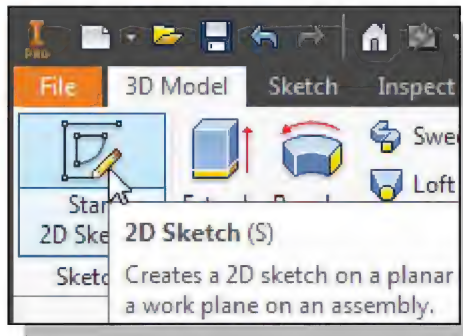 PRO
File 3D Model Sketch Inspect
Swee
Loft
Star
2D Ske
Sketc
2D Sketch (S)
Creates a 2D sketch on a planar
a work plane on an assembly.